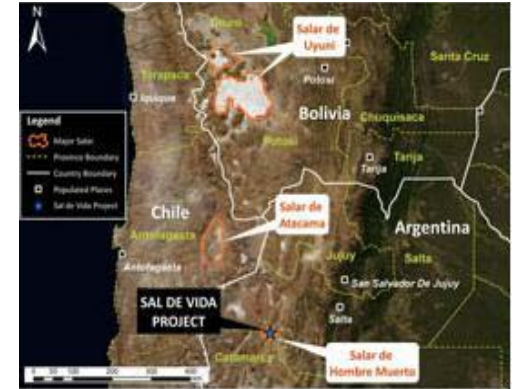 N
Oruro
Salar de
Uyuni
Santa Cruz
Potosi
Tarapaca
Iquique
Bolivia
Chuquisaca
Legend
Major Salar
Province Boundary
Country Boundary
Populated Places
Sal de Vida Project
Potosi
Tarija
Tarija
Chile
Salar de
Atacama
Argentina
Antofagasta
Antofagasta
Jujuy
Salta
San Salvador De Jujuy
SAL DE VIDA
PROJECT
Salta
Catamarca
Salar de
Hombre Muerto